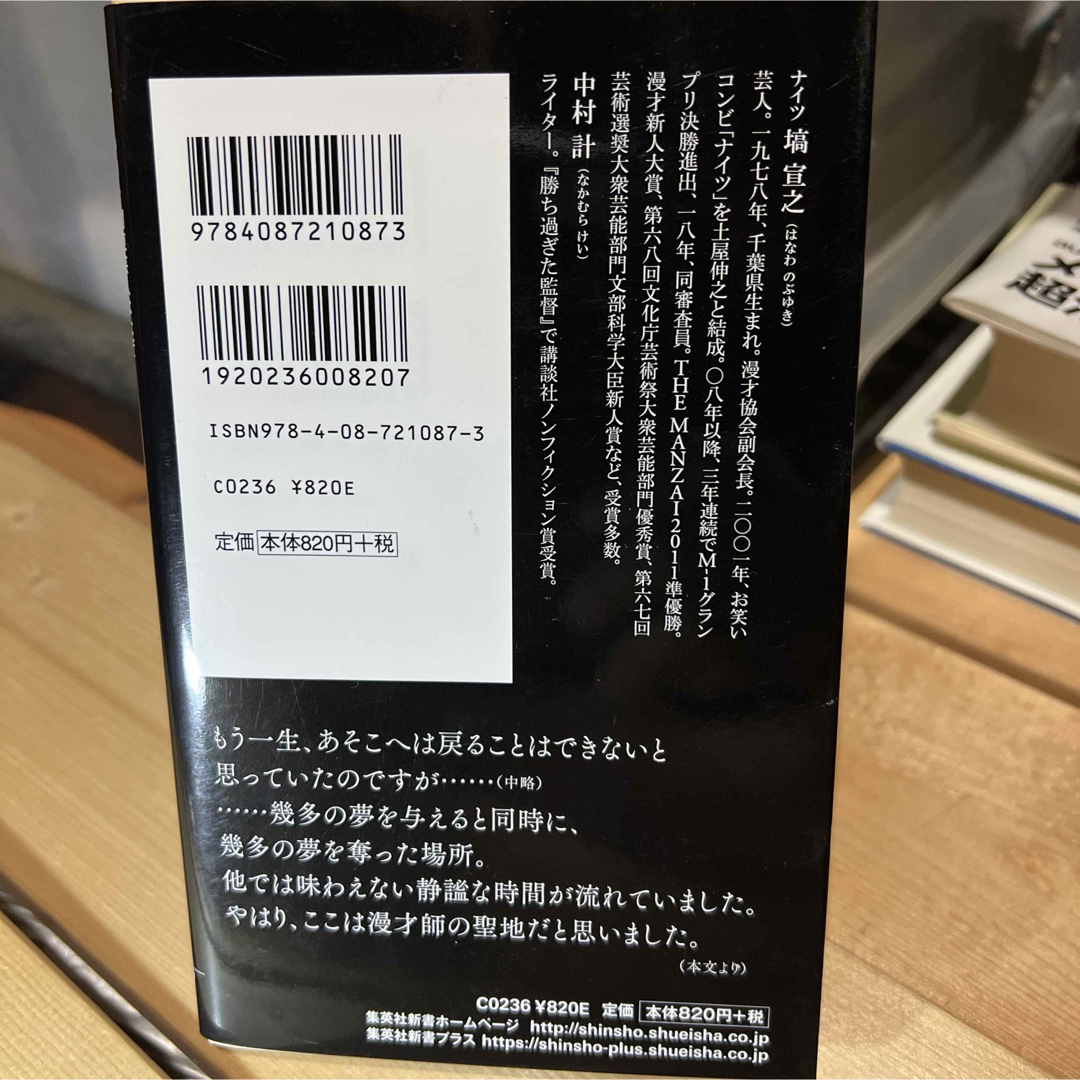 ナイツ 塙 宣之（はなわ のぶゆき）
芸人。一九七八年、千葉県生まれ。漫才協会副会長。二〇〇一年、お笑い
コンビ「ナイツ」を土屋伸之と結成。〇八年以降、三年連続でM-1グラン
プリ決勝進出、一八年、同審査員。THE MANZAI2011準優勝。
漫才新人大賞、第六八回文化庁芸術祭大衆芸能部門優秀賞、第六七回
芸術選奨大衆芸能部門文部科学大臣新人賞など、受賞多数。
中村 計（なかむら けい）
ライター。『勝ち過ぎた監督』で講談社ノンフィクション賞受賞。
9784087210873
1920236008207
ISBN978-4-08-721087-3
C0236 ¥820E
定価 本体820円+税
もう一生、あそこへは戻ることはできないと
思っていたのですが……（中略）
……幾多の夢を与えると同時に、
幾多の夢を奪った場所。
他では味わえない静謐な時間が流れていました。
やはり、ここは漫才師の聖地だと思いました。
（本文より）
C0236 ¥820E 定価 本体820円+税
集英社新書ホームページ http://shinsho.shueisha.co.jp
集英社新書プラス https://shinsho-plus.shueisha.co.jp
超